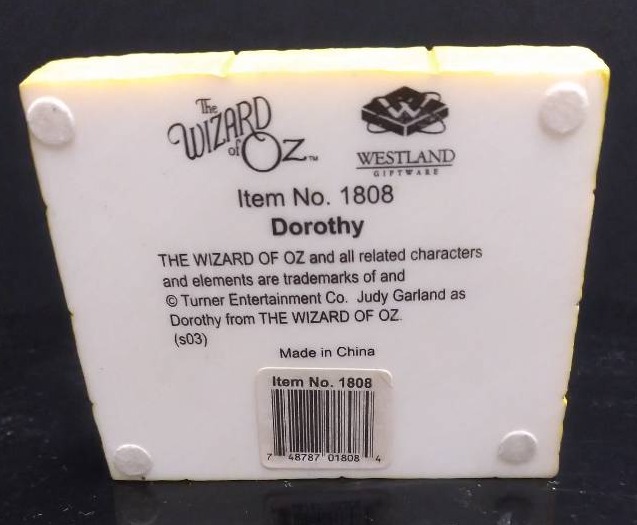 The
WIZARD
of OZ™
WESTLAND
GIFTWARE
Item No. 1808
Dorothy
THE WIZARD OF OZ and all related characters
and elements are trademarks of and
© Turner Entertainment Co. Judy Garland as
Dorothy from THE WIZARD OF OZ.
(s03)
Made in China
Item No. 1808
7 48787 01808 4